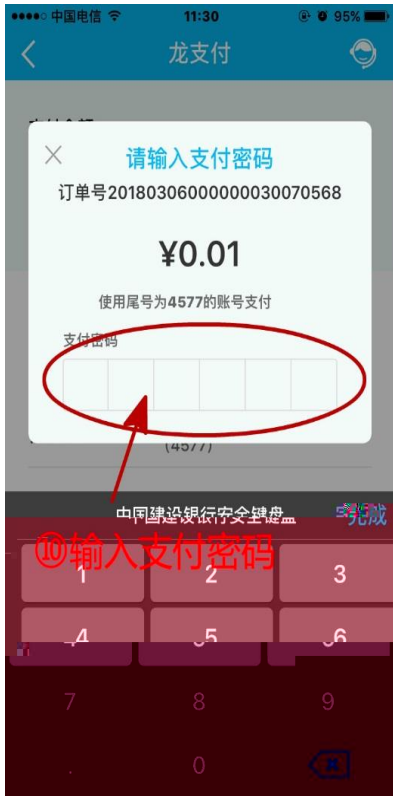 中国电信 11:30 95%
龙支付
×
请输入支付密码
订单号20180306000000030070568
¥0.01
使用尾号为4577的账号支付
支付密码
(4577)
中国建设银行安全键盘
完成
⑩输入支付密码
1 2 3
4 5 6
7 8 9
. 0